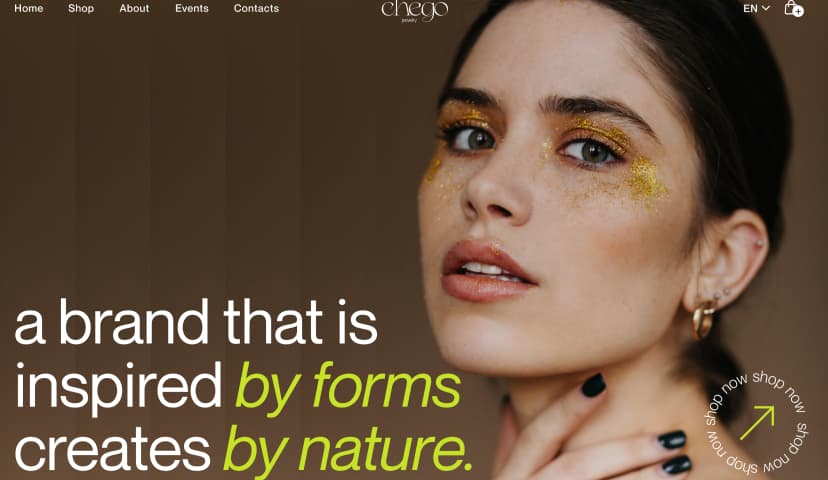 Home Shop About Events Contacts
chego
jewelry
EN
a brand that is
inspired by forms
creates by nature.
shop now shop now shop now shop now